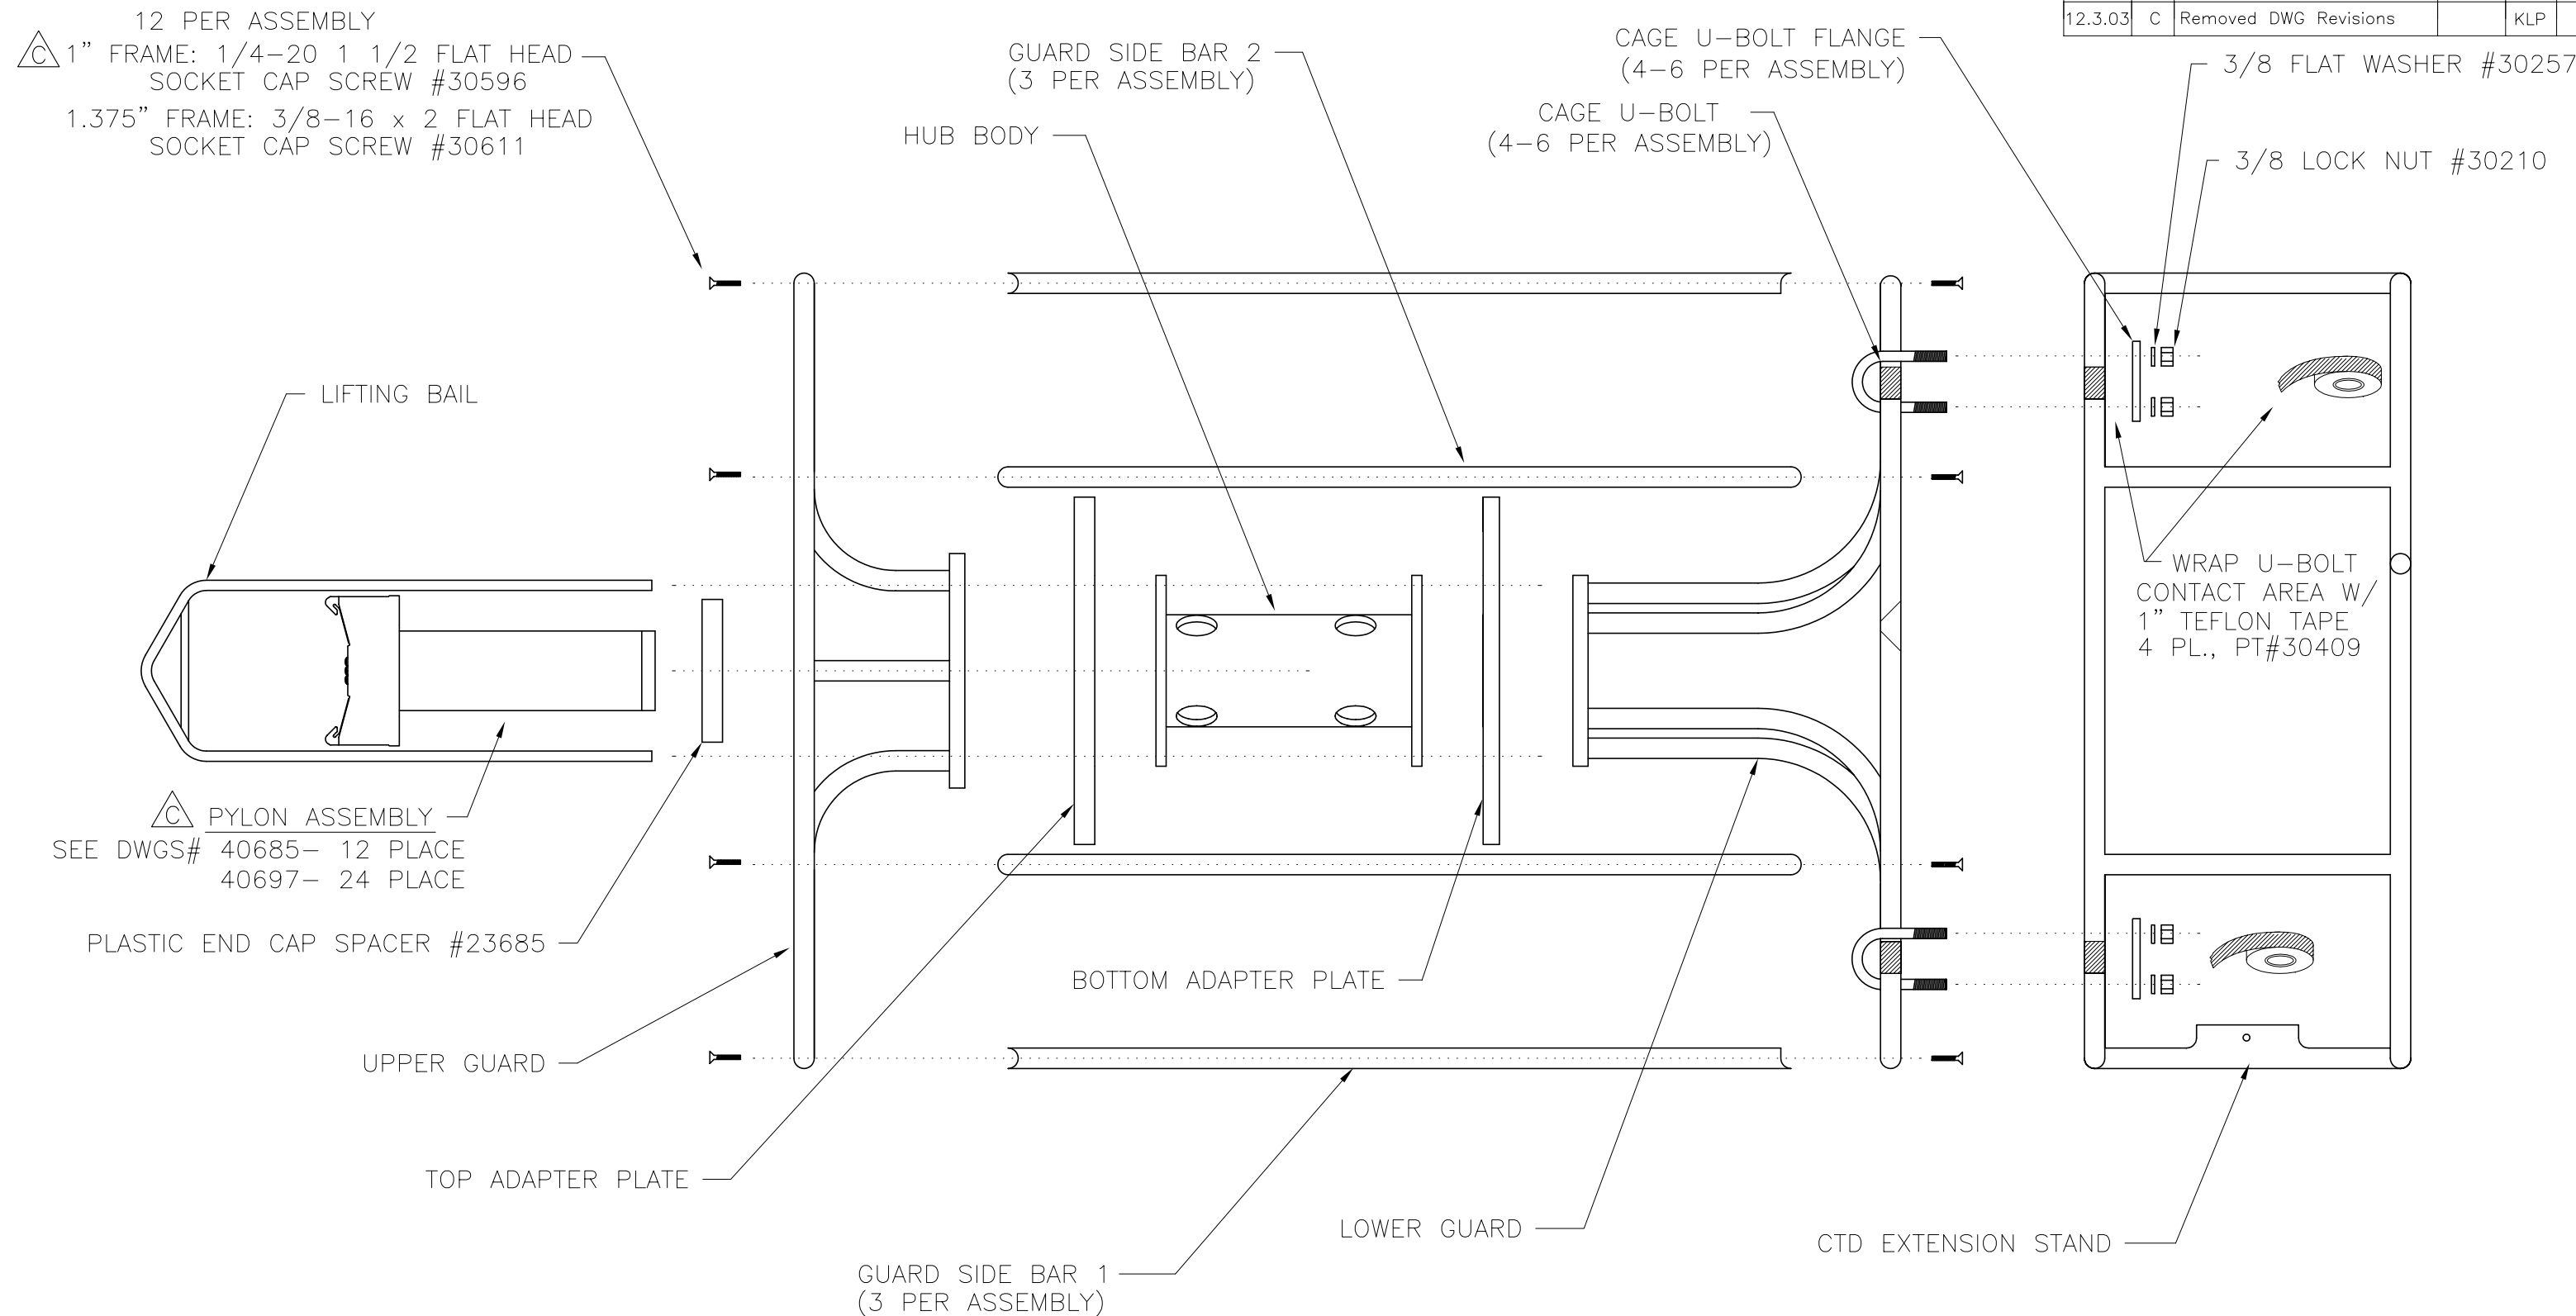 12 PER ASSEMBLY
C 1” FRAME: 1/4-20 1 1/2 FLAT HEAD
SOCKET CAP SCREW #30596
1.375” FRAME: 3/8-16 x 2 FLAT HEAD
SOCKET CAP SCREW #30611
GUARD SIDE BAR 2
(3 PER ASSEMBLY)
HUB BODY
CAGE U-BOLT FLANGE
(4-6 PER ASSEMBLY)
CAGE U-BOLT
(4-6 PER ASSEMBLY)
12.3.03 C Removed DWG Revisions KLP
3/8 FLAT WASHER #30257
3/8 LOCK NUT #30210
LIFTING BAIL
WRAP U-BOLT
CONTACT AREA W/
1” TEFLON TAPE
4 PL., PT#30409
C PYLON ASSEMBLY
SEE DWGS# 40685- 12 PLACE
40697- 24 PLACE
PLASTIC END CAP SPACER #23685
BOTTOM ADAPTER PLATE
UPPER GUARD
TOP ADAPTER PLATE
LOWER GUARD
CTD EXTENSION STAND
GUARD SIDE BAR 1
(3 PER ASSEMBLY)